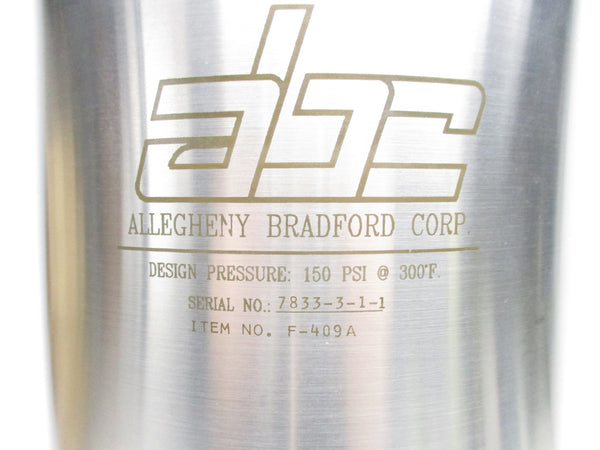 abc
ALLEGHENY BRADFORD CORP.
DESIGN PRESSURE: 150 PSI @ 300°F.
SERIAL NO.: 7833-3-1-1
ITEM NO. F-409A